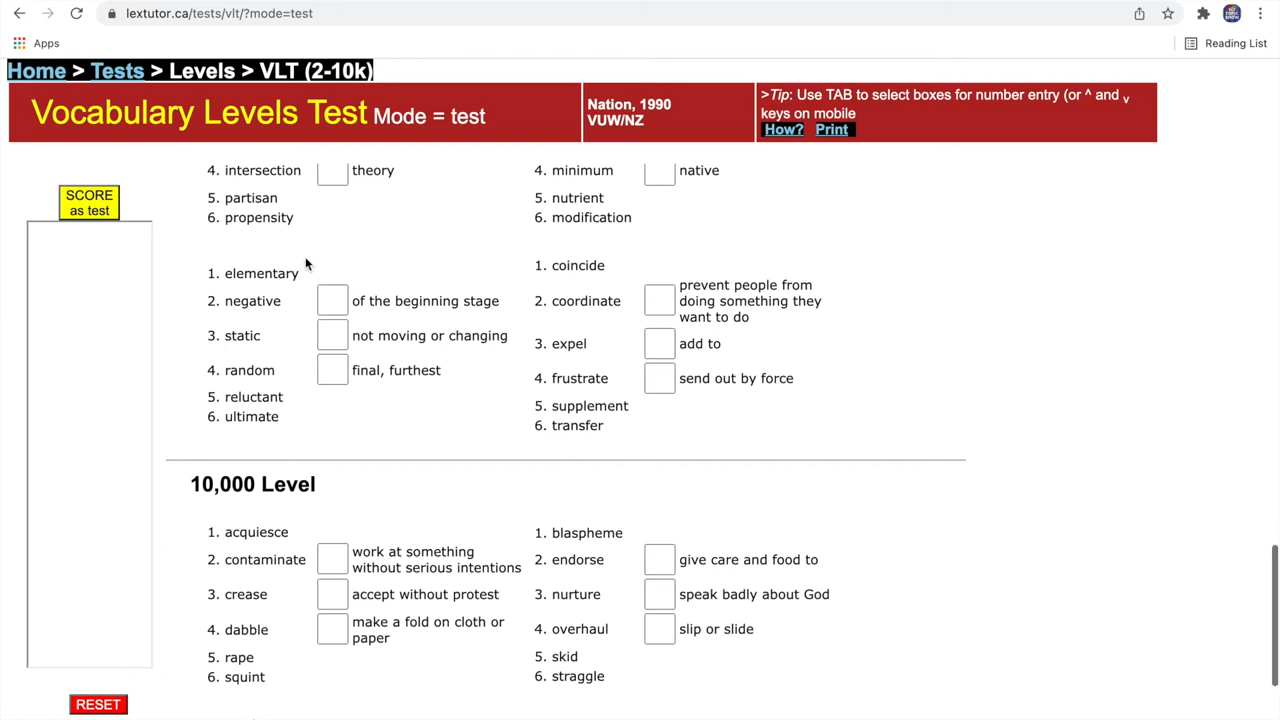 lextutor.ca/tests/vlt/?mode=test
Apps
Reading List
Home > Tests > Levels > VLT (2-10k)
Vocabulary Levels Test Mode = test
Nation, 1990
VUW/NZ
>Tip: Use TAB to select boxes for number entry (or ^ and v
keys on mobile
How? Print
SCORE
as test
4. intersection theory
5. partisan
6. propensity
4. minimum native
5. nutrient
6. modification
1. elementary
2. negative of the beginning stage
3. static not moving or changing
4. random final, furthest
5. reluctant
6. ultimate
1. coincide
prevent people from
2. coordinate doing something they
want to do
3. expel add to
4. frustrate send out by force
5. supplement
6. transfer
10,000 Level
1. acquiesce
work at something
2. contaminate without serious intentions
3. crease accept without protest
make a fold on cloth or
4. dabble paper
5. rape
6. squint
1. blaspheme
2. endorse give care and food to
3. nurture speak badly about God
4. overhaul slip or slide
5. skid
6. straggle
RESET